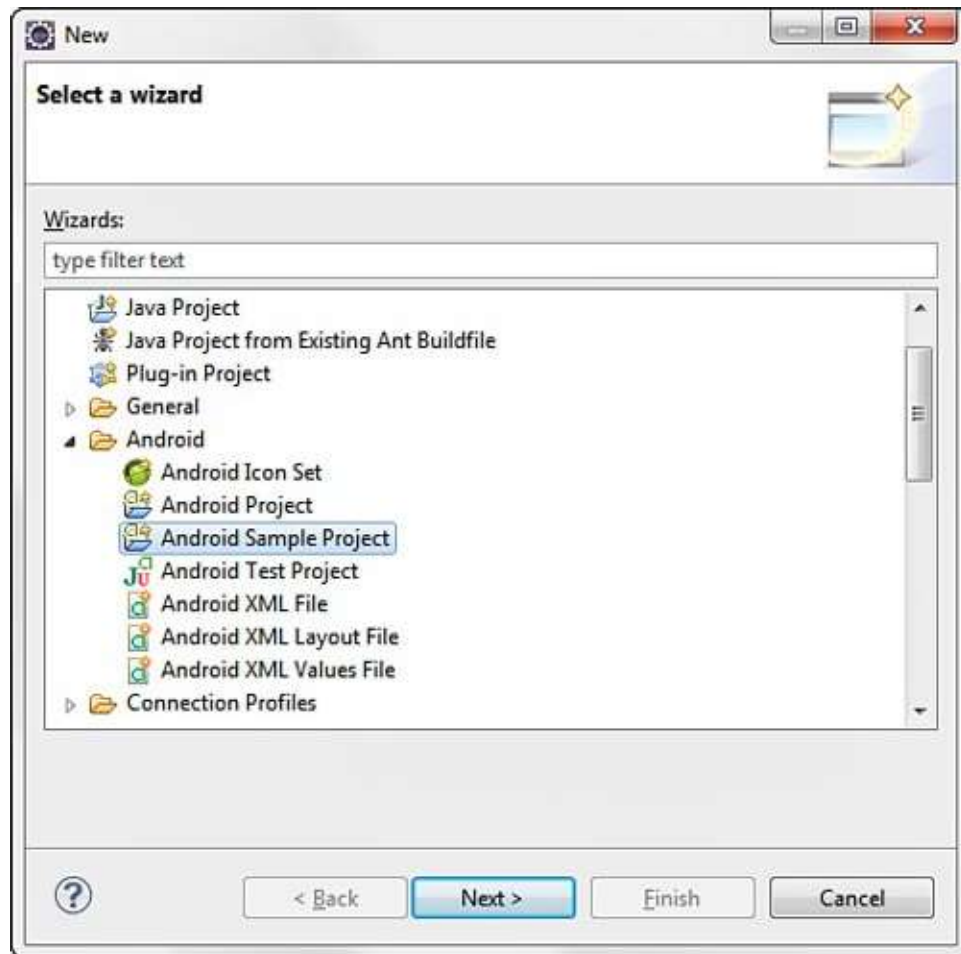 New
Select a wizard
Wizards:
type filter text
Java Project
Java Project from Existing Ant Buildfile
Plug-in Project
General
Android
Android Icon Set
Android Project
Android Sample Project
Android Test Project
Android XML File
Android XML Layout File
Android XML Values File
Connection Profiles
< Back Next > Finish Cancel